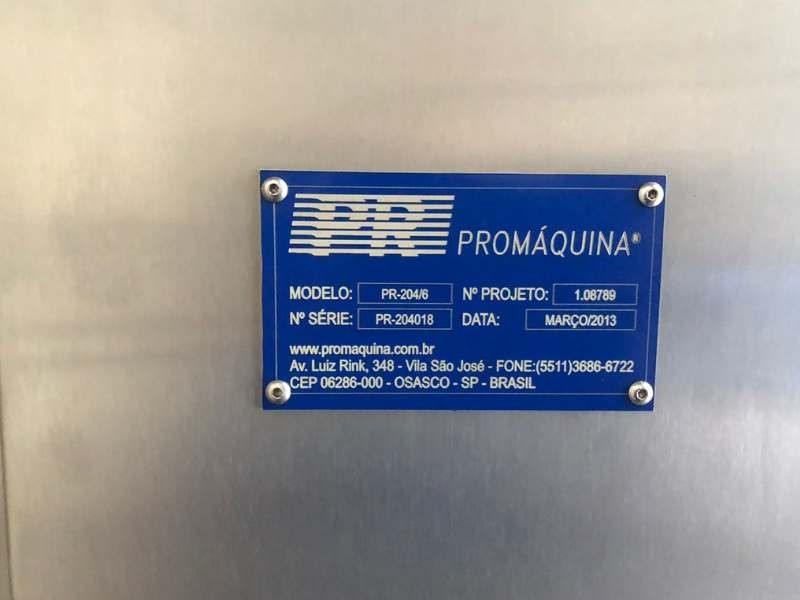 PR PROMÁQUINA®
MODELO: PR-204/6 Nº PROJETO: 1.08789
Nº SÉRIE: PR-204018 DATA: MARÇO/2013
www.promaquina.com.br
Av. Luiz Rink, 348 - Vila São José - FONE:(5511)3686-6722
CEP 06286-000 - OSASCO - SP - BRASIL